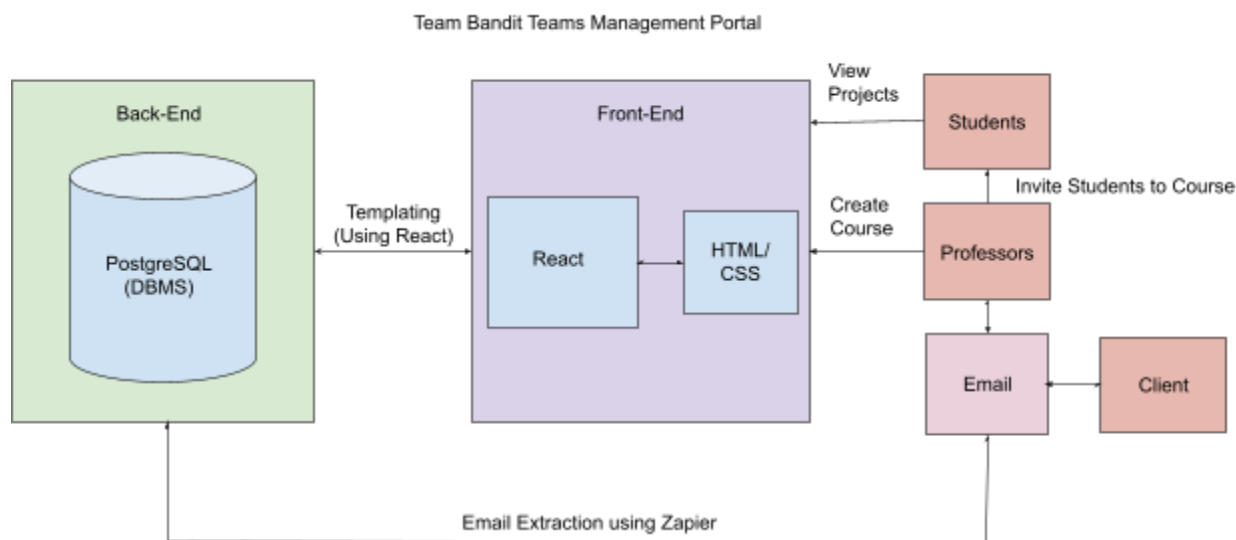 Team Bandit Teams Management Portal
Back-End
PostgreSQL
(DBMS)
Templating
(Using React)
Front-End
React
HTML/
CSS
View
Projects
Students
Invite Students to Course
Create
Course
Professors
Email
Client
Email Extraction using Zapier